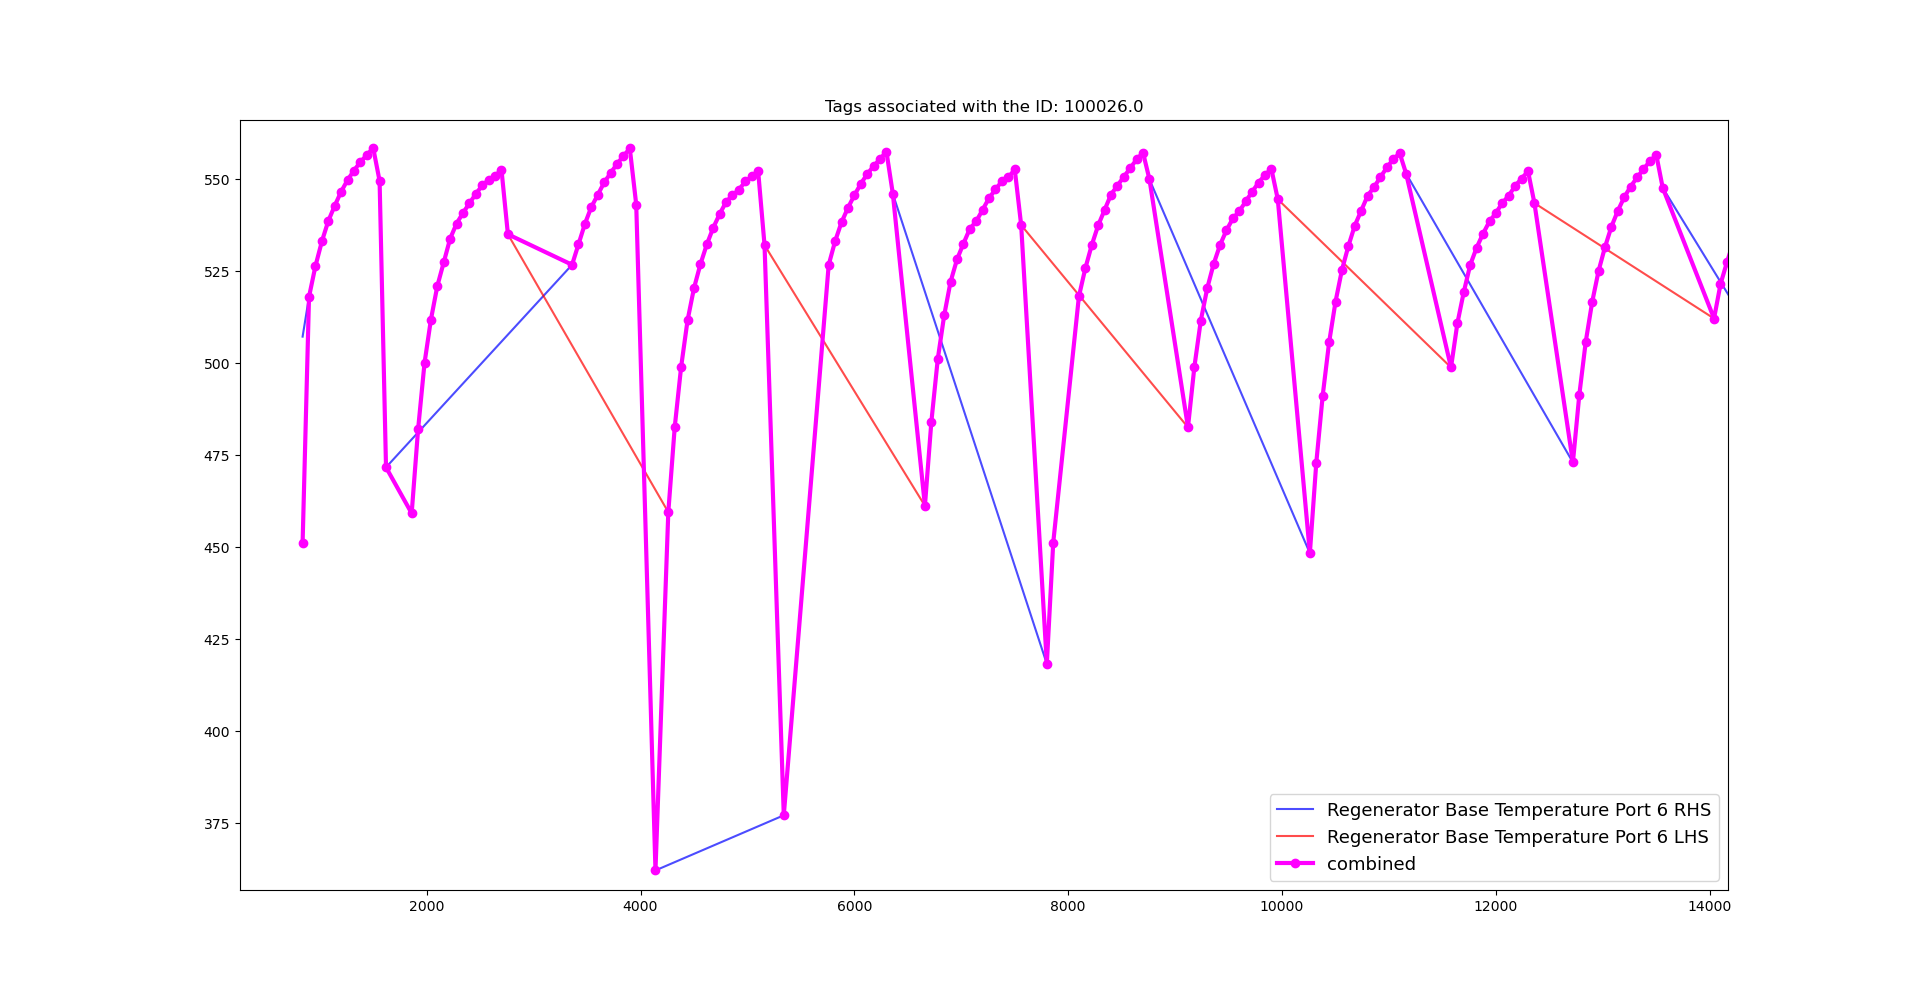 Tags associated with the ID: 100026.0
550
525
500
475
450
425
400
375
2000 4000 6000 8000 10000 12000 14000
Regenerator Base Temperature Port 6 RHS
Regenerator Base Temperature Port 6 LHS
combined